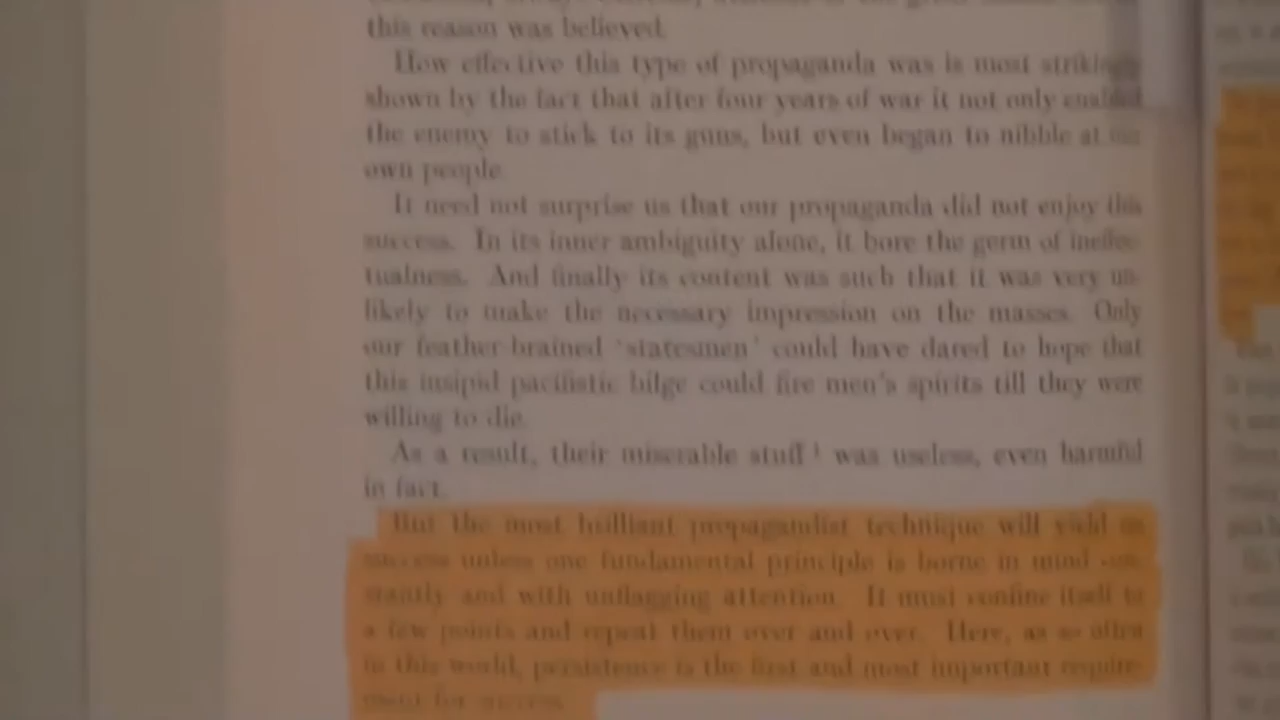 this reason was believed.
How effective this type of propaganda was is most strikingly
shown by the fact that after four years of war it not only enabled
the enemy to stick to its guns, but even began to nibble at our
own people.
It need not surprise us that our propaganda did not enjoy this
success. In its inner ambiguity alone, it bore the germ of ineffec-
tualness. And finally its content was such that it was very un-
likely to make the necessary impression on the masses. Only
our feather-brained 'statesmen' could have dared to hope that
this insipid pacifistic bilge could fire men's spirits till they were
willing to die.
As a result, their miserable stuff ¹ was useless, even harmful
in fact.
But the most brilliant propagandist technique will yield no
success unless one fundamental principle is borne in mind con-
stantly and with unflagging attention. It must confine itself to
a few points and repeat them over and over. Here, as so often
in this world, persistence is the first and most important require-
ment for success.